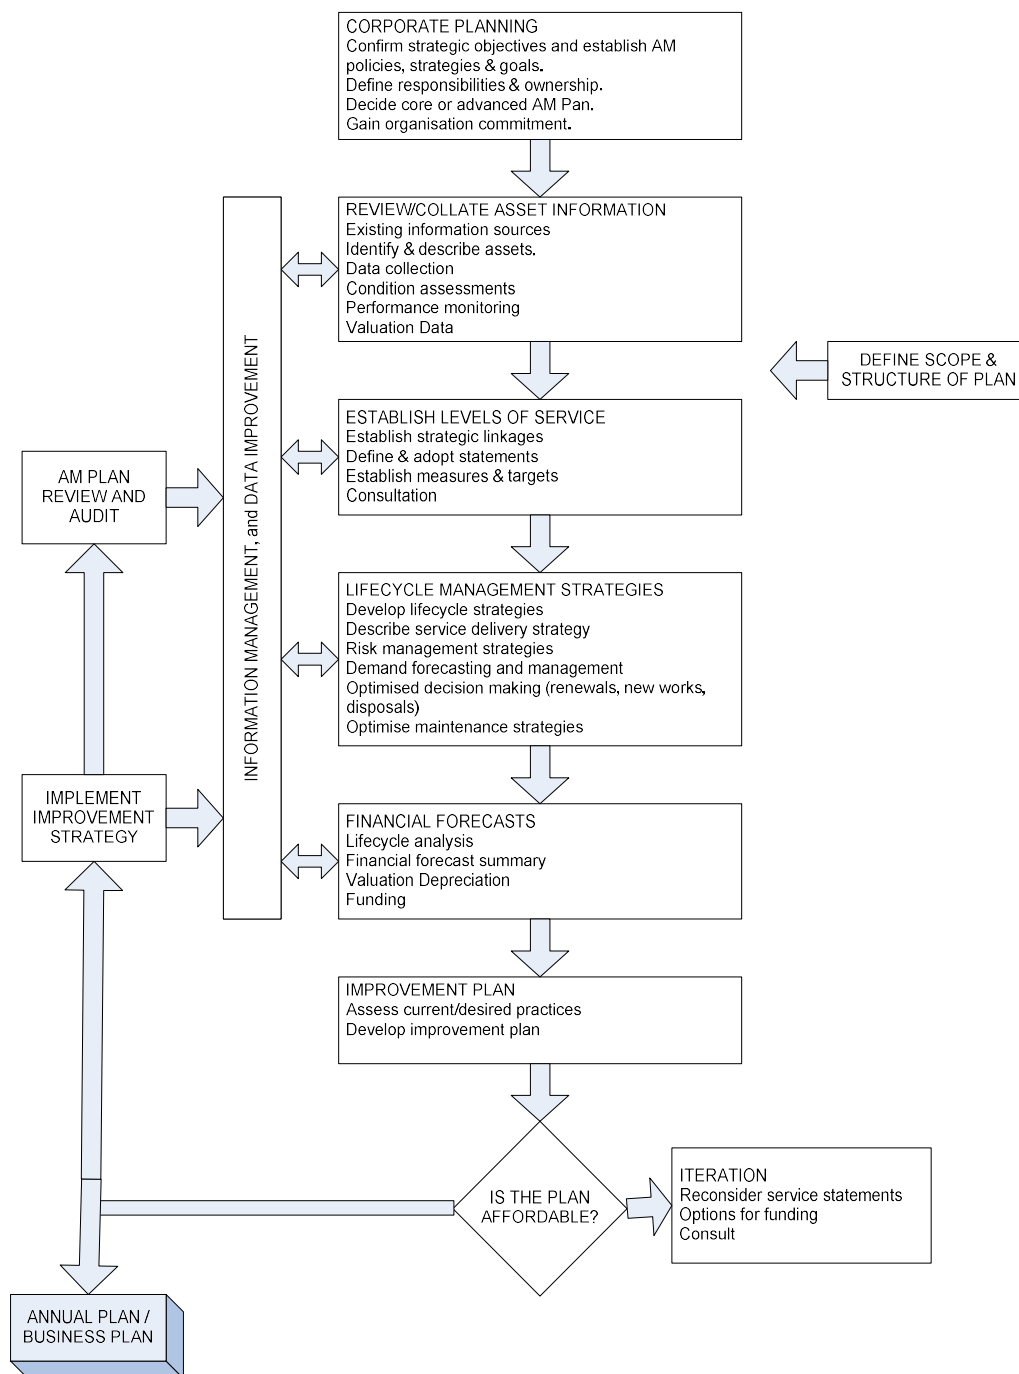 CORPORATE PLANNING
Confirm strategic objectives and establish AM
policies, strategies & goals.
Define responsibilities & ownership.
Decide core or advanced AM Pan.
Gain organisation commitment.
REVIEW/COLLATE ASSET INFORMATION
Existing information sources
Identify & describe assets.
Data collection
Condition assessments
Performance monitoring
Valuation Data
DEFINE SCOPE &
STRUCTURE OF PLAN
INFORMATION MANAGEMENT, and DATA IMPROVEMENT
ESTABLISH LEVELS OF SERVICE
Establish strategic linkages
Define & adopt statements
Establish measures & targets
Consultation
AM PLAN
REVIEW AND
AUDIT
LIFECYCLE MANAGEMENT STRATEGIES
Develop lifecycle strategies
Describe service delivery strategy
Risk management strategies
Demand forecasting and management
Optimised decision making (renewals, new works,
disposals)
Optimise maintenance strategies
IMPLEMENT
IMPROVEMENT
STRATEGY
FINANCIAL FORECASTS
Lifecycle analysis
Financial forecast summary
Valuation Depreciation
Funding
IMPROVEMENT PLAN
Assess current/desired practices
Develop improvement plan
IS THE PLAN
AFFORDABLE?
ITERATION
Reconsider service statements
Options for funding
Consult
ANNUAL PLAN /
BUSINESS PLAN